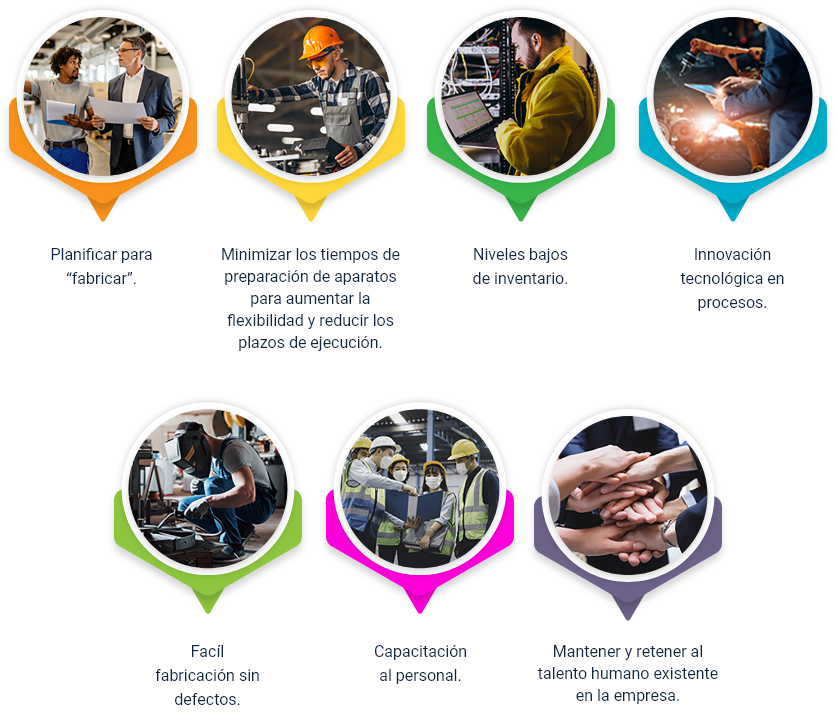 Planificar para
“fabricar”.
Minimizar los tiempos de
preparación de aparatos
para aumentar la
flexibilidad y reducir los
plazos de ejecución.
Niveles bajos
de inventario.
Innovación
tecnológica en
procesos.
Facíl
fabricación sin
defectos.
Capacitación
al personal.
Mantener y retener al
talento humano existente
en la empresa.